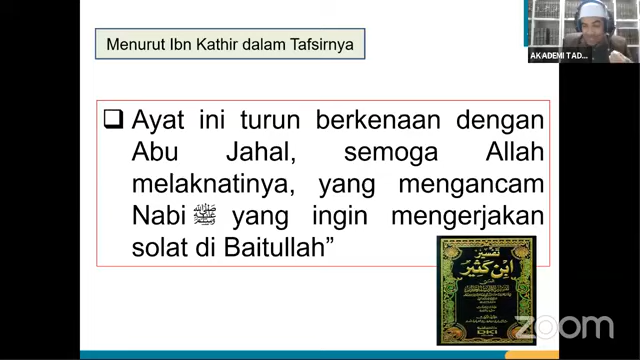 Menurut Ibn Kathir dalam Tafsirnya
AKADEMI TAD...
❑ Ayat ini turun berkenaan dengan
Abu Jahal, semoga Allah
melaknatinya, yang mengancam
Nabi ﷺ yang ingin mengerjakan
solat di Baitullah”
تفسير
ابن كثير
DKi
zoom